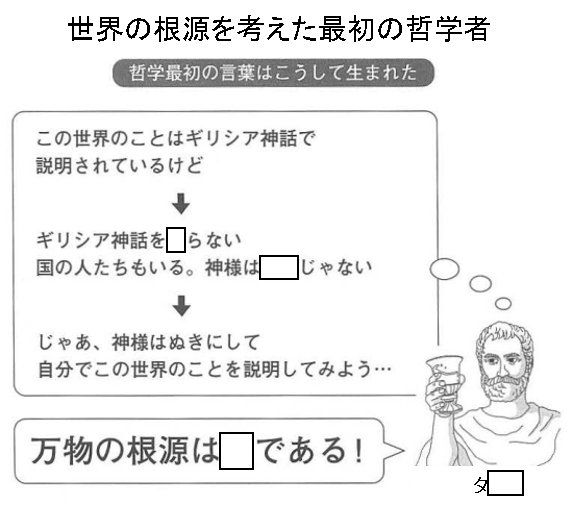 世界の根源を考えた最初の哲学者
哲学最初の言葉はこうして生まれた
この世界のことはギリシア神話で
説明されているけど
ギリシア神話を□らない
国の人たちもいる。神様は□じゃない
じゃあ、神様はぬきにして
自分でこの世界のことを説明してみよう…
万物の根源は□である！
タ□